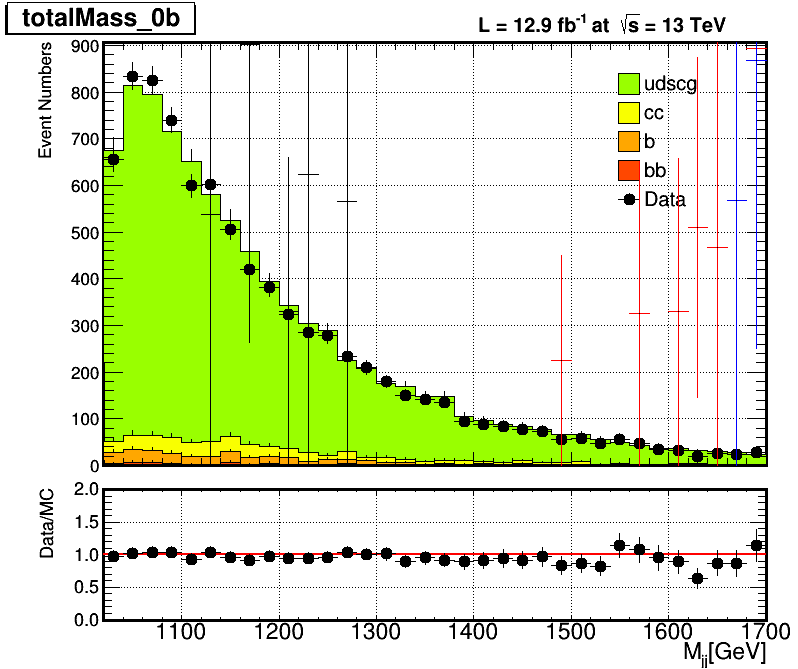 totalMass_0b
L = 12.9 fb⁻¹ at √s = 13 TeV
Event Numbers
900
800
700
600
500
400
300
200
100
0
udscg
cc
b
bb
Data
Data/MC
2.0
1.5
1.0
0.5
0.0
1100 1200 1300 1400 1500 1600 1700
M_jj[GeV]